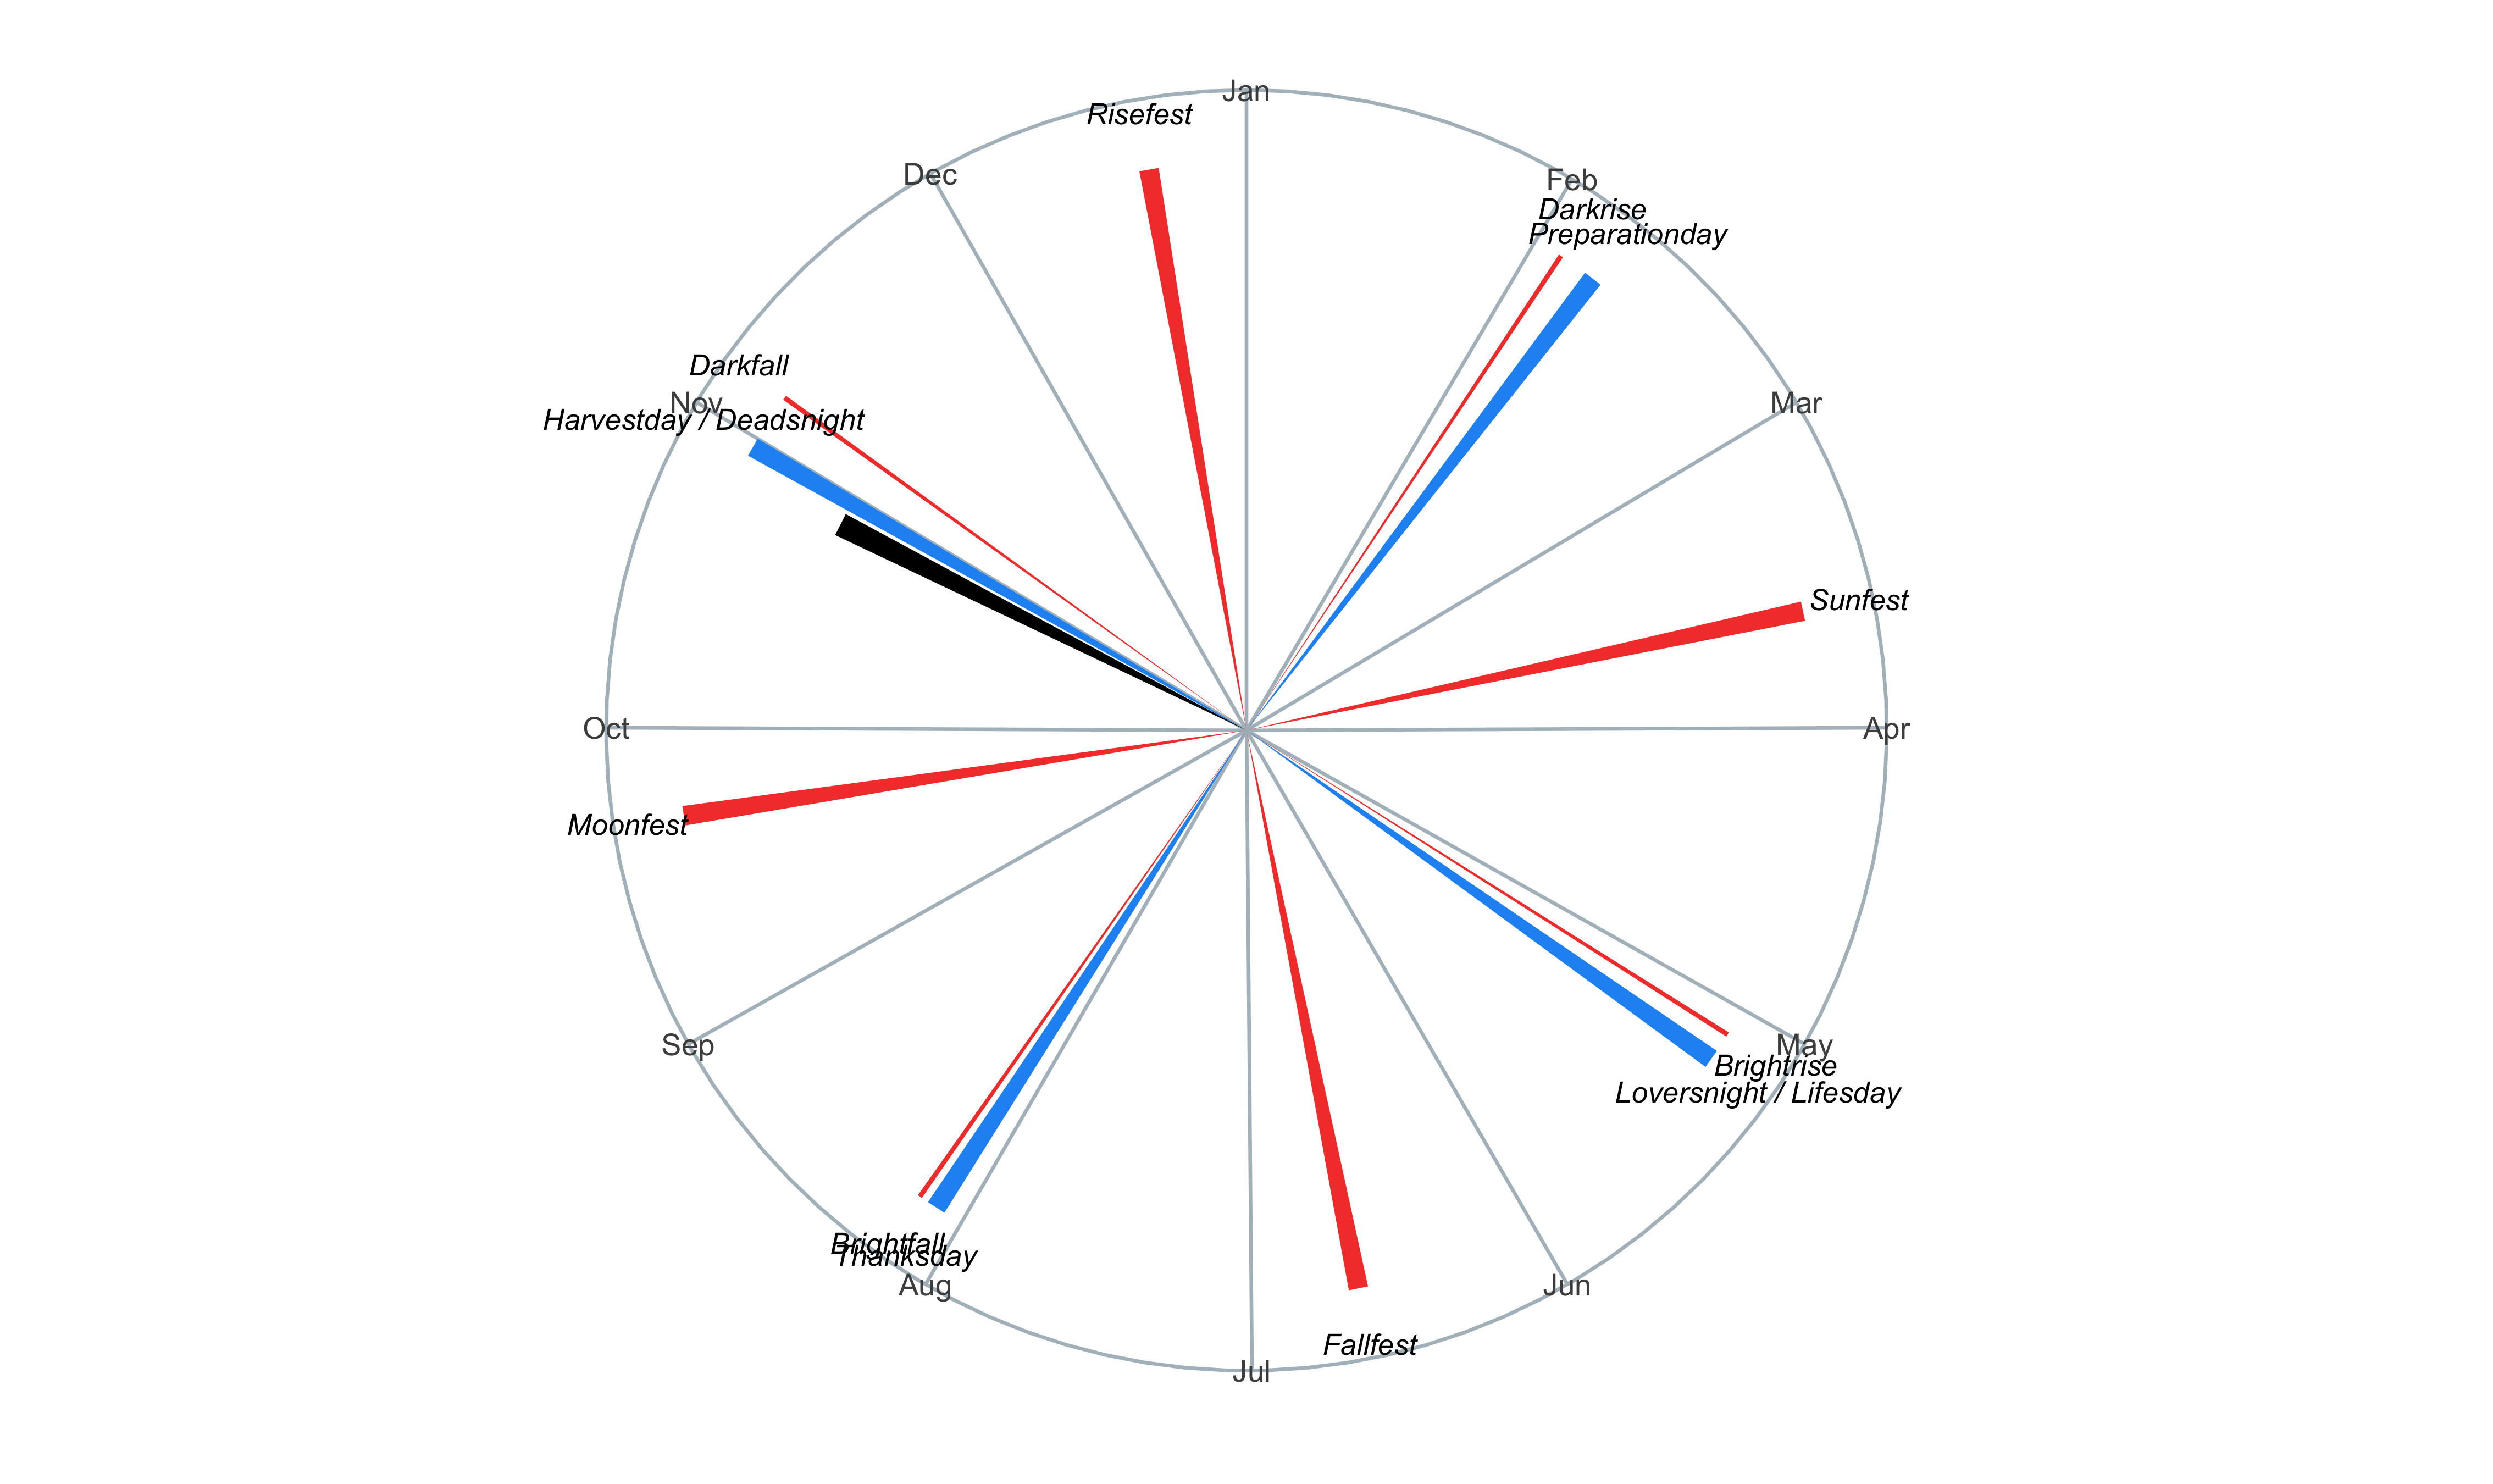 Jan
Risefest
Dec
Feb
Darkrise
Preparationday
Darkfall
Nov
Mar
Harvestday / Deadsnight
Sunfest
Oct
Apr
Moonfest
Sep
May
Brightrise
Loversnight / Lifesday
Brightfall
Thanksday
Aug
Jun
Fallfest
Jul